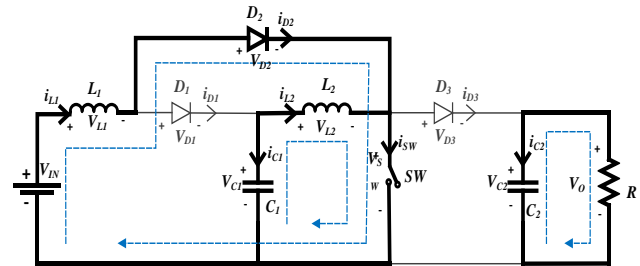 D2 iD2
+ VD2 -
iL1 L1 D1 iD1 iL2 L2 D3 iD3
+ VL1 - + VD1 - + VL2 - + VD3 -
iC1 iSW iC2
+ VIN - + VC1 - C1 + VS W - SW + VC2 - C2 + VO - R